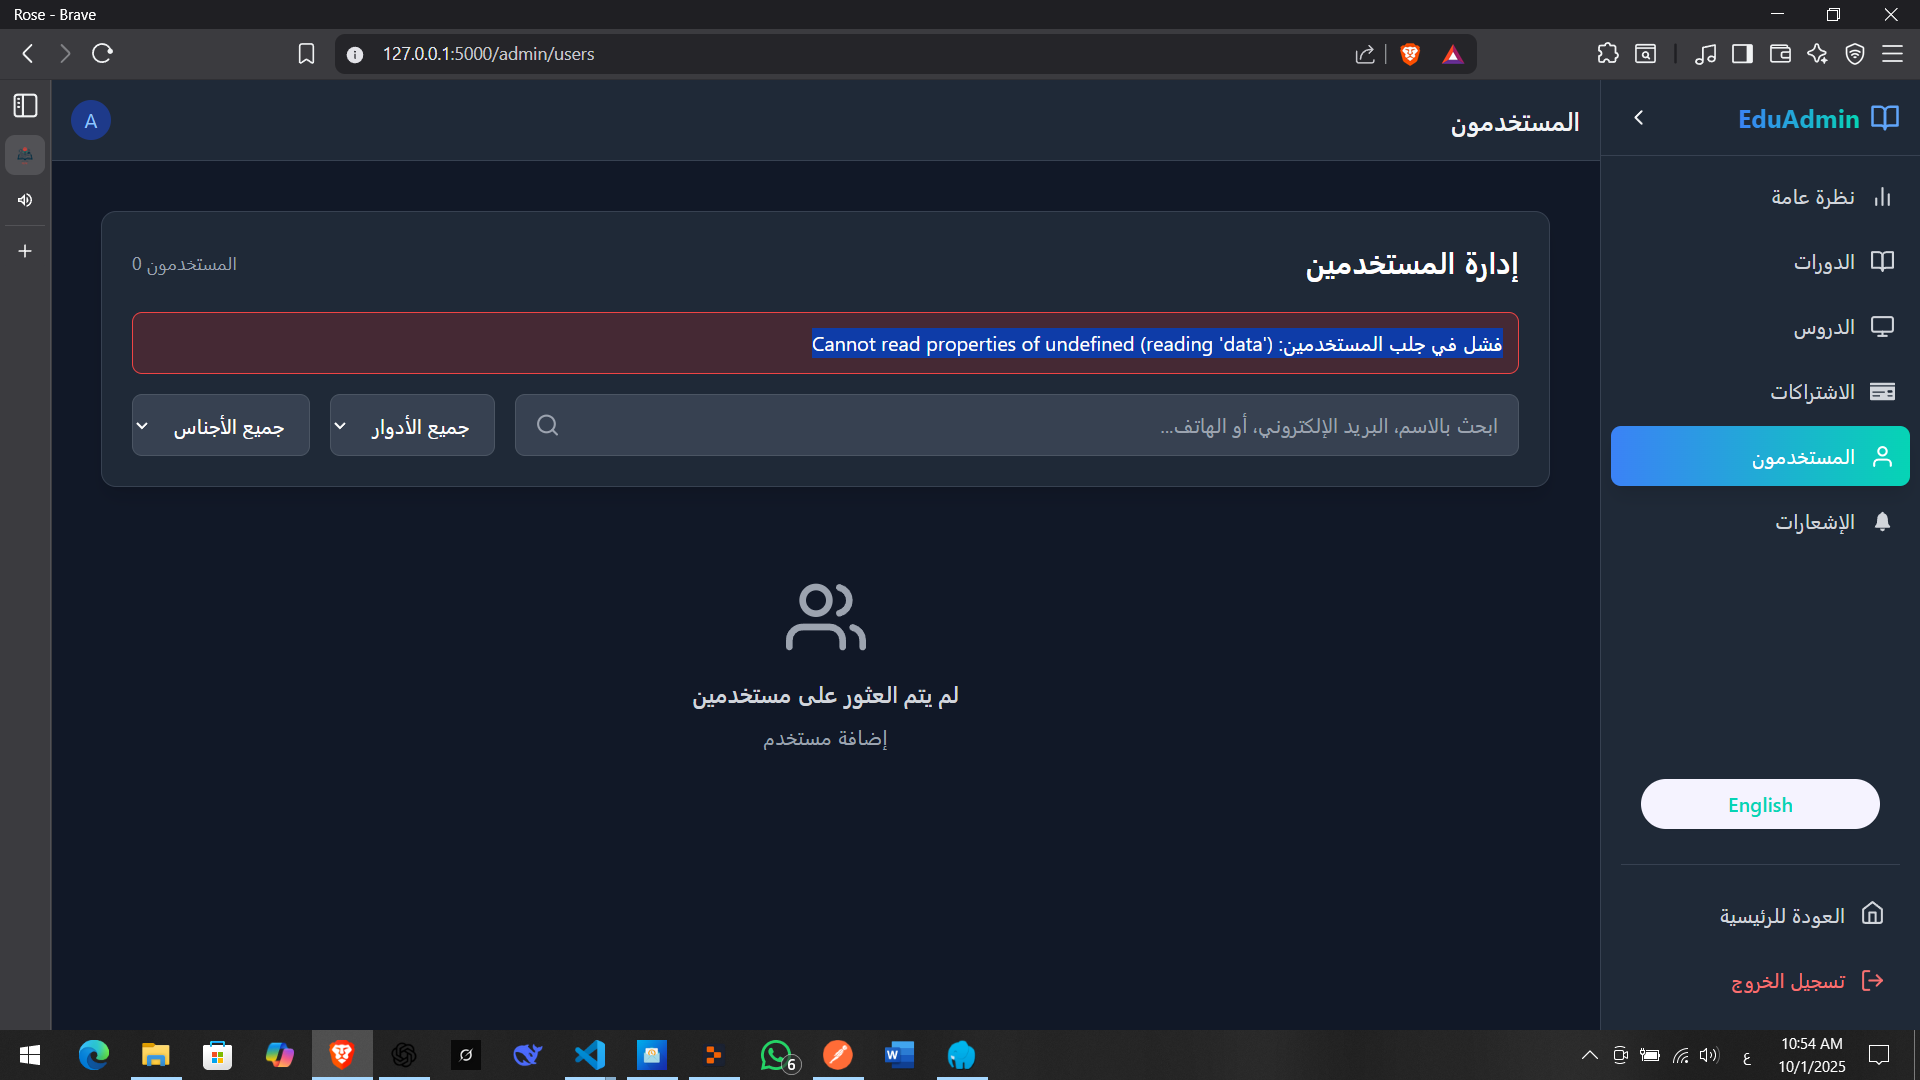 Rose - Brave
127.0.0.1:5000/admin/users
EduAdmin
المستخدمون
A
نظرة عامة
الدورات
الدروس
الاشتراكات
المستخدمون
الإشعارات
English
العودة للرئيسية
تسجيل الخروج
إدارة المستخدمين
المستخدمون 0
فشل في جلب المستخدمين: Cannot read properties of undefined (reading 'data')
ابحث بالاسم، البريد الإلكتروني، أو الهاتف...
جميع الأدوار
جميع الأجناس
لم يتم العثور على مستخدمين
إضافة مستخدم
6
ع
10:54 AM
10/1/2025